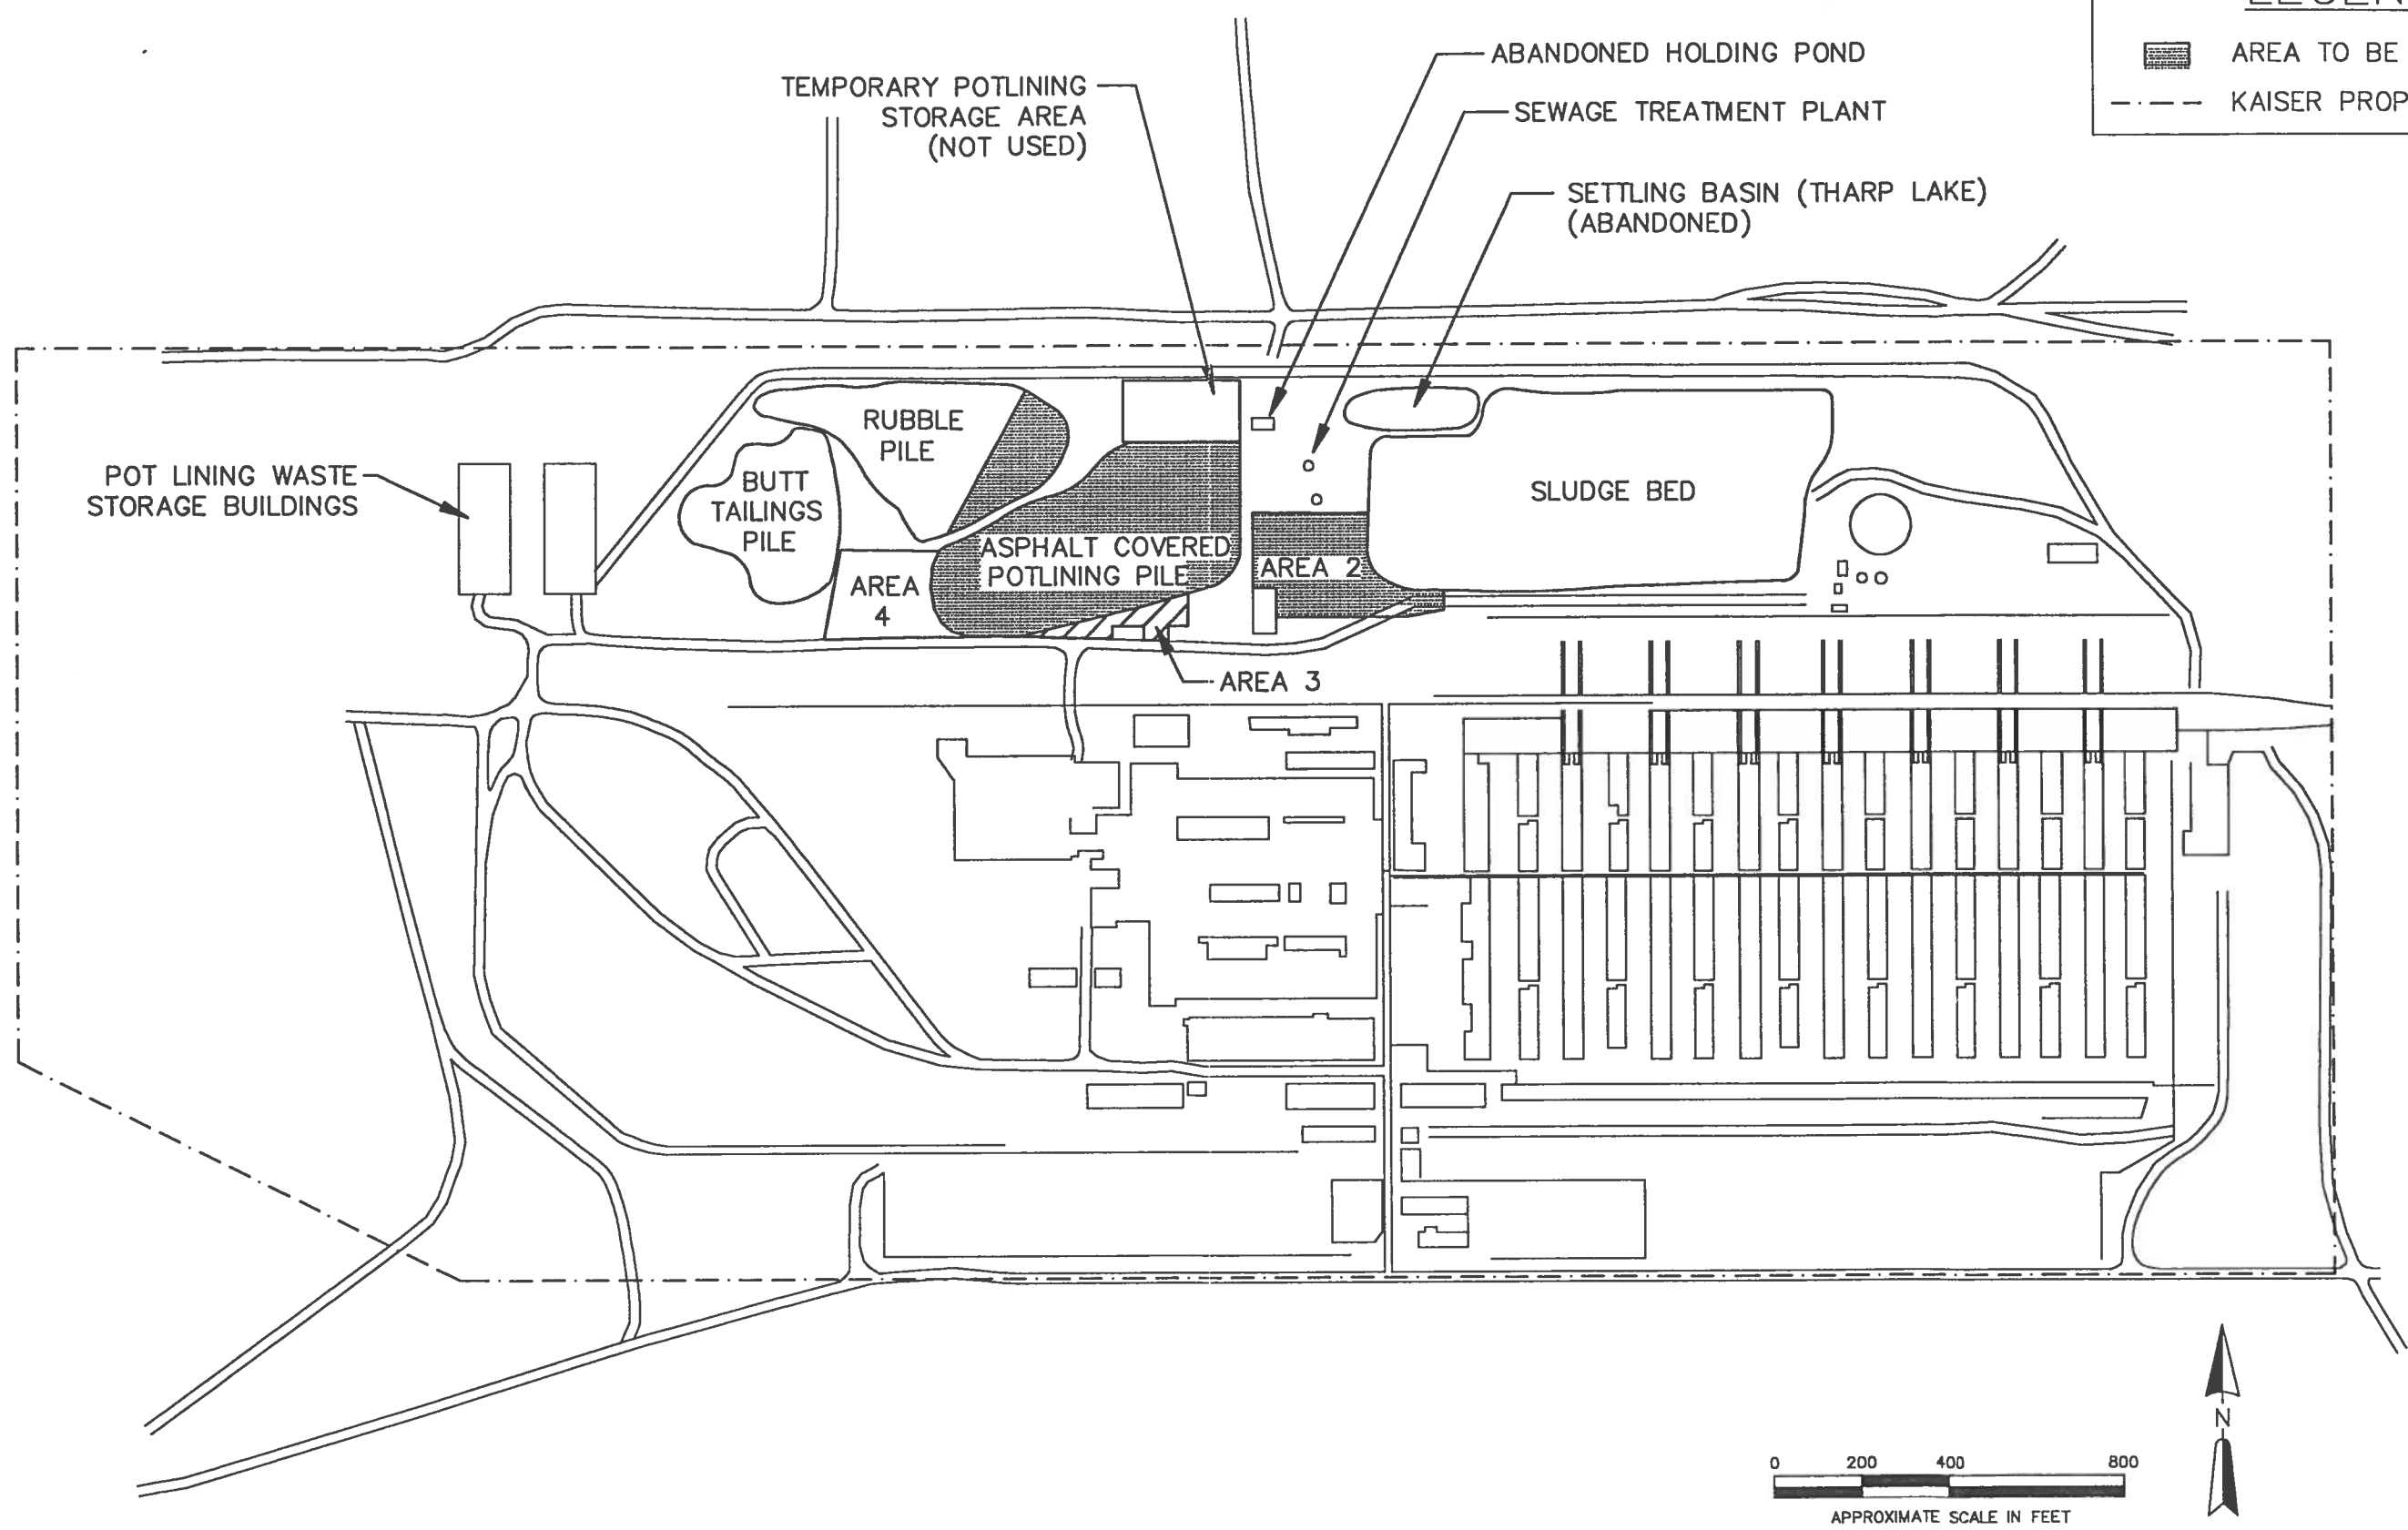 ABANDONED HOLDING POND
AREA TO BE
TEMPORARY POTLINING
STORAGE AREA
(NOT USED)
SEWAGE TREATMENT PLANT
KAISER PROP
SETTLING BASIN (THARP LAKE)
(ABANDONED)
RUBBLE
PILE
POT LINING WASTE
STORAGE BUILDINGS
BUTT
TAILINGS
PILE
SLUDGE BED
ASPHALT COVERED
POTLINING PILE
AREA 2
AREA
4
AREA 3
N
0 200 400 800
APPROXIMATE SCALE IN FEET